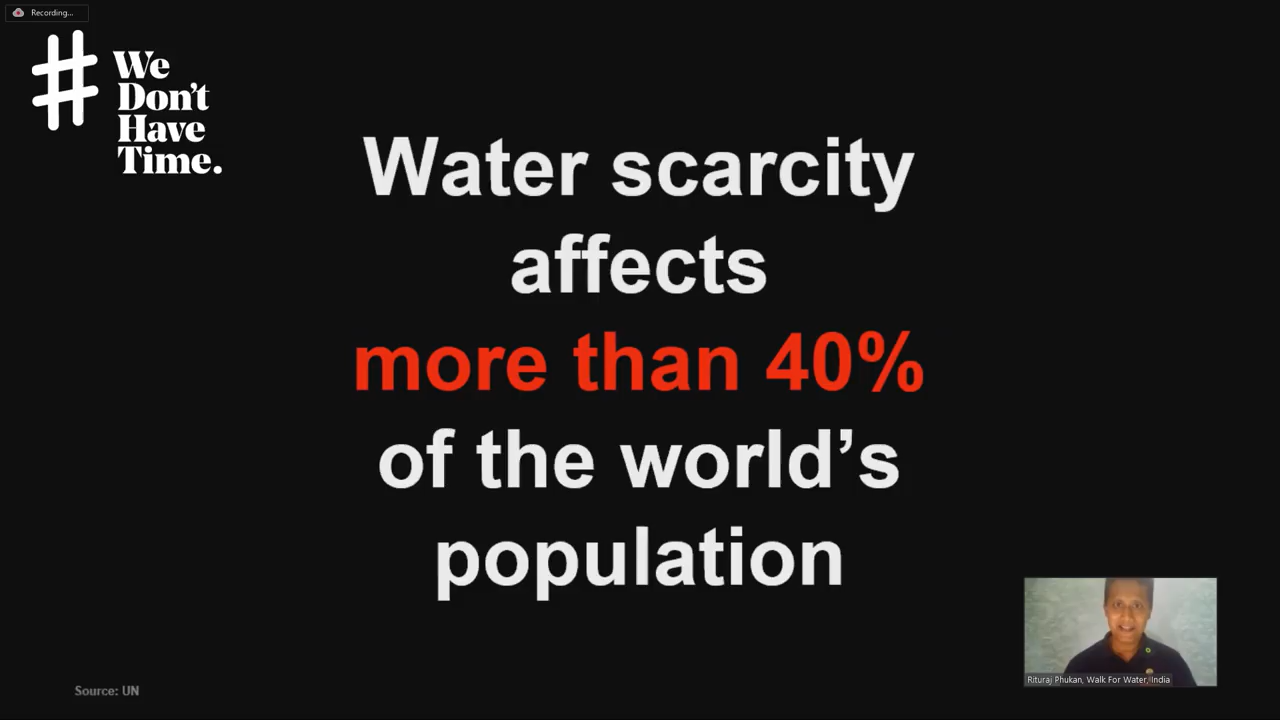 Recording...
#
We
Don't
Have
Time.
Water scarcity
affects
more than 40%
of the world’s
population
Source: UN
Rituraj Phukan, Walk For Water, India